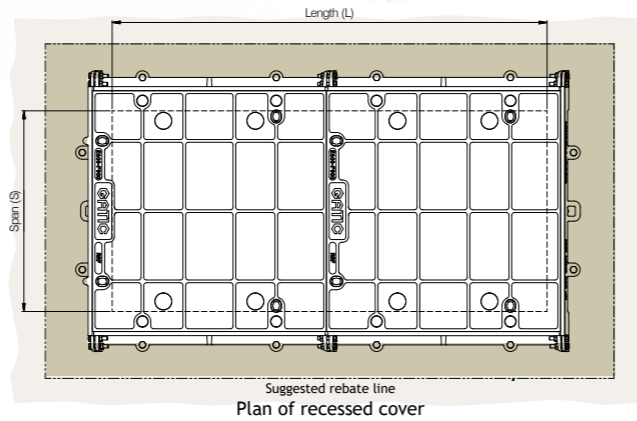 Length (L)
Span (S)
GATIC
GATIC
Suggested rebate line
Plan of recessed cover